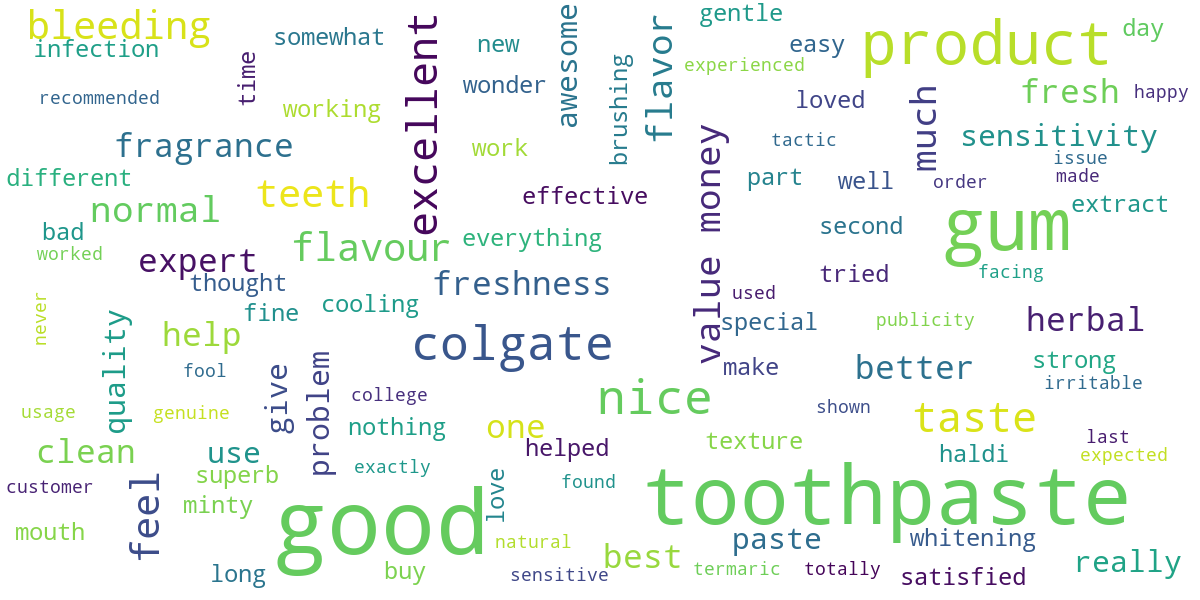 bleeding
infection
somewhat
excellent
new
awesome
flavor
gentle
easy
product
day
recommended
time
working
wonder
brushing
experienced
loved
much
fresh
happy
fragrance
work
tactic
sensitivity
issue
different
normal
teeth
effective
value money
part
well
order
made
extract
bad
worked
expert
flavour
everything
second
gum
thought
freshness
tried
facing
never
quality
fine
cooling
used
special
publicity
herbal
help
colgate
make
better
strong
irritable
fool
give
problem
college
nice
shown
taste
usage
genuine
nothing
one
helped
texture
last
clean
use
exactly
haldi
expected
customer
feel
superb
minty
good
love
found
toothpaste
mouth
natural
best
paste
whitening
really
long
buy
sensitive
termaric
totally
satisfied